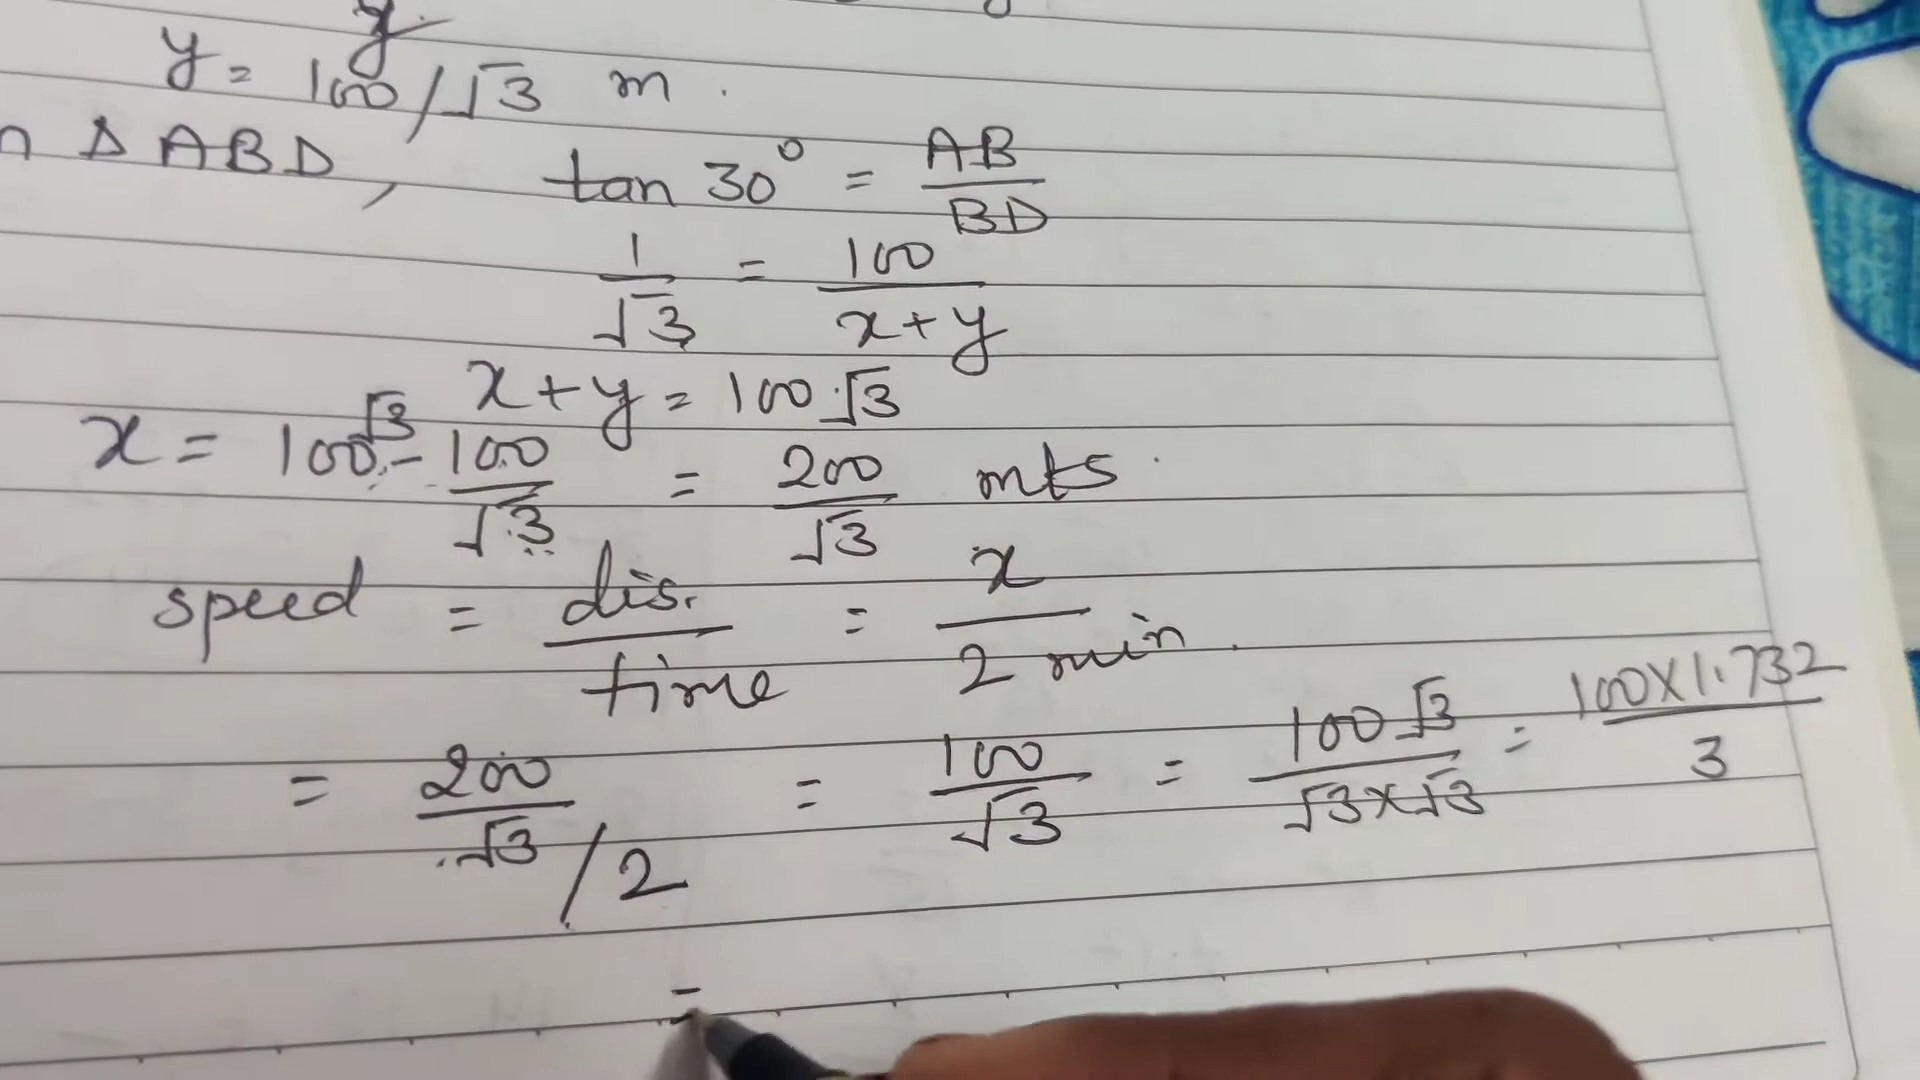 y
y = 100/√3 m.
n Δ ABD, tan 30° = AB/BD
1/√3 = 100/x+y
x+y = 100√3
x = 100√3 - 100/√3 = 200/√3 mts.
speed = dis./time = x/2 min.
= 200/√3 /2 = 100/√3 = 100√3/√3×√3 = 100×1.732/3
=